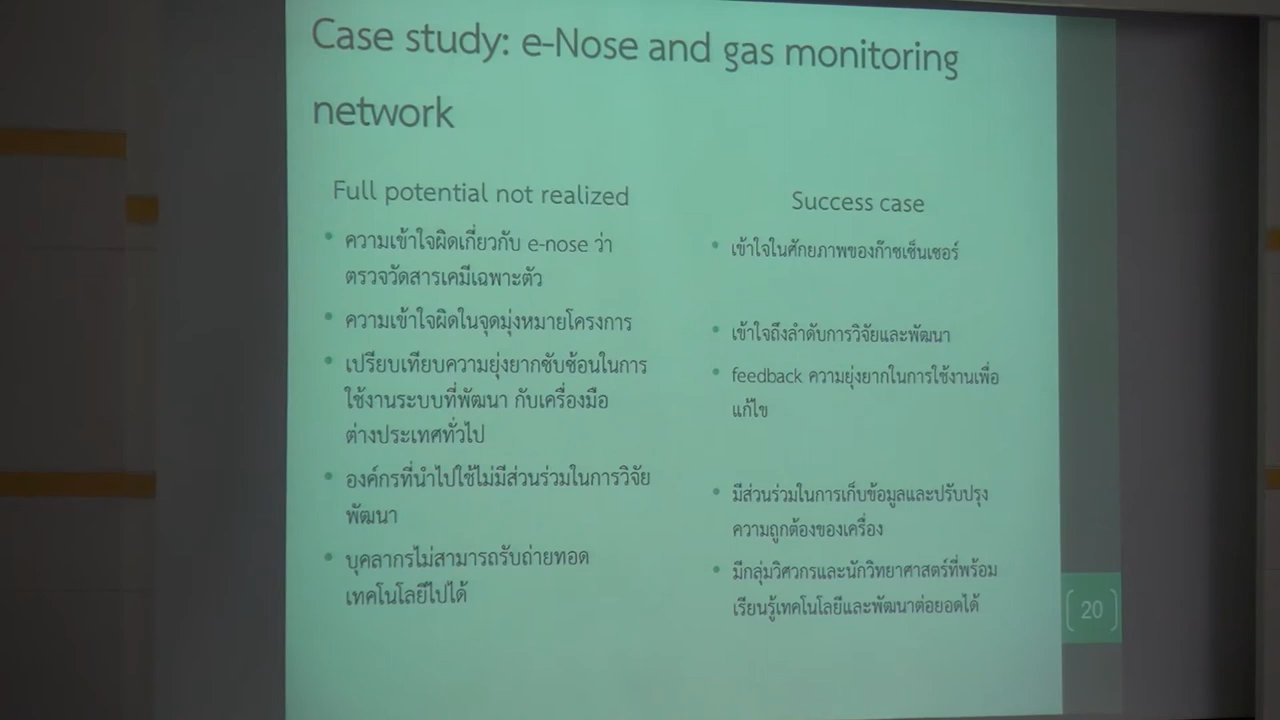 Case study: e-Nose and gas monitoring
network
Full potential not realized
• ความเข้าใจผิดเกี่ยวกับ e-nose ว่า
ตรวจวัดสารเคมีเฉพาะตัว
• ความเข้าใจผิดในจุดมุ่งหมายโครงการ
• เปรียบเทียบความยุ่งยากซับซ้อนในการ
ใช้งานระบบที่พัฒนา กับเครื่องมือ
ต่างประเทศทั่วไป
• องค์กรที่นำไปใช้ไม่มีส่วนร่วมในการวิจัย
พัฒนา
• บุคลากรไม่สามารถรับถ่ายทอด
เทคโนโลยีไปได้
Success case
• เข้าใจในศักยภาพของก๊าซเซ็นเซอร์
• เข้าใจถึงลำดับการวิจัยและพัฒนา
• feedback ความยุ่งยากในการใช้งานเพื่อ
แก้ไข
• มีส่วนร่วมในการเก็บข้อมูลและปรับปรุง
ความถูกต้องของเครื่อง
• มีกลุ่มวิศวกรและนักวิทยาศาสตร์ที่พร้อม
เรียนรู้เทคโนโลยีและพัฒนาต่อยอดได้
20